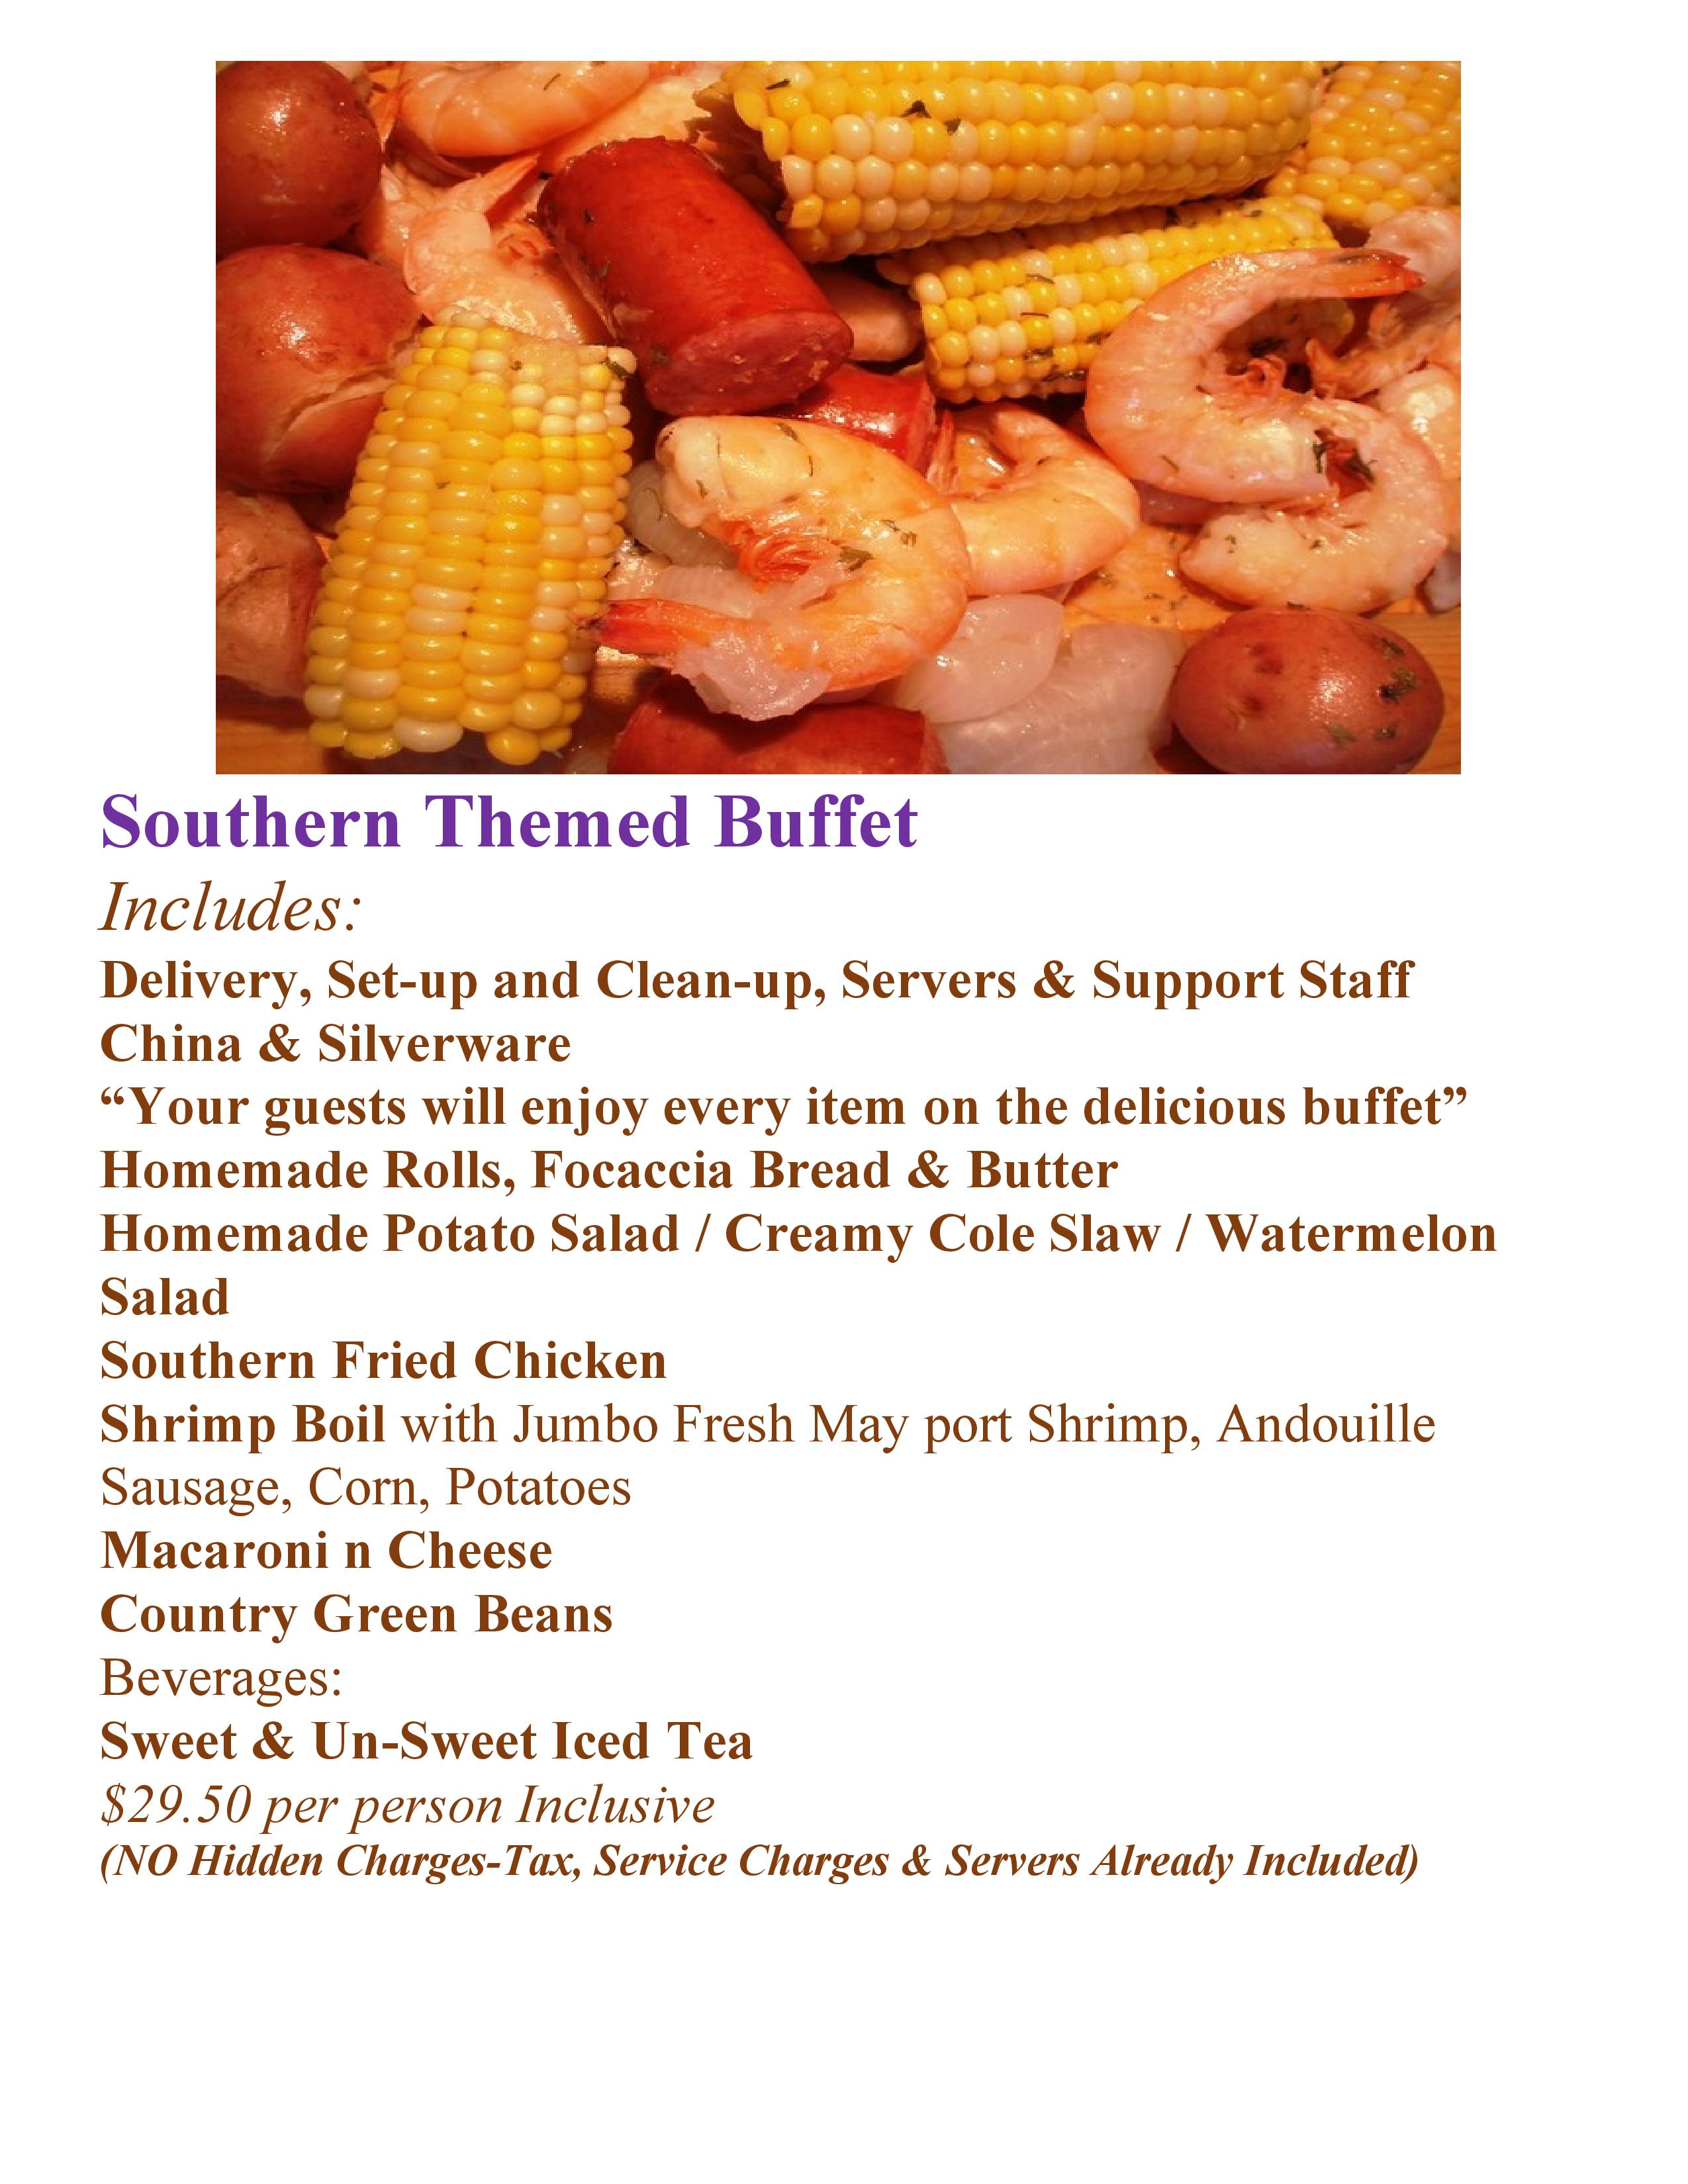 Southern Themed Buffet
Includes:
Delivery, Set-up and Clean-up, Servers & Support Staff
China & Silverware
“Your guests will enjoy every item on the delicious buffet”
Homemade Rolls, Focaccia Bread & Butter
Homemade Potato Salad / Creamy Cole Slaw / Watermelon
Salad
Southern Fried Chicken
Shrimp Boil with Jumbo Fresh May port Shrimp, Andouille
Sausage, Corn, Potatoes
Macaroni n Cheese
Country Green Beans
Beverages:
Sweet & Un-Sweet Iced Tea
$29.50 per person Inclusive
(NO Hidden Charges-Tax, Service Charges & Servers Already Included)